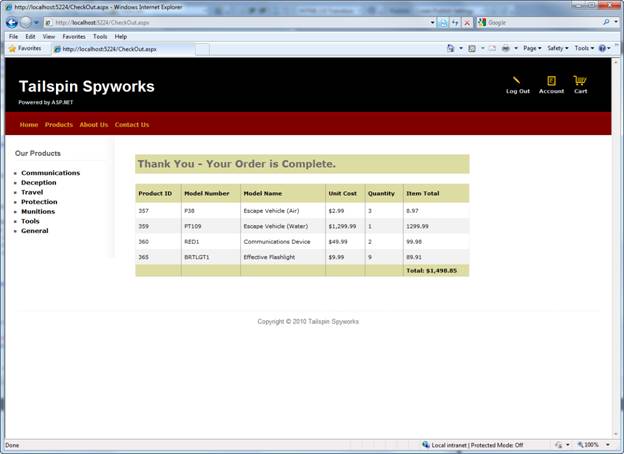 http://localhost:5224/CheckOut.aspx - Windows Internet Explorer
http://localhost:5224/CheckOut.aspx
Google
File Edit View Favorites Tools Help
Favorites http://localhost:5224/CheckOut.aspx Page Safety Tools
Tailspin Spyworks
Powered by ASP.NET
Log Out Account Cart
Home Products About Us Contact Us
Our Products
Communications
Deception
Travel
Protection
Munitions
Tools
General
Thank You - Your Order is Complete.
Product ID Model Number Model Name Unit Cost Quantity Item Total
357 P38 Escape Vehicle (Air) $2.99 3 8.97
359 PT109 Escape Vehicle (Water) $1,299.99 1 1299.99
360 RED1 Communications Device $49.99 2 99.98
365 BRTLGT1 Effective Flashlight $9.99 9 89.91
Total: $1,498.85
Copyright © 2010 Tailspin Spyworks
Done Local intranet | Protected Mode: Off 100%